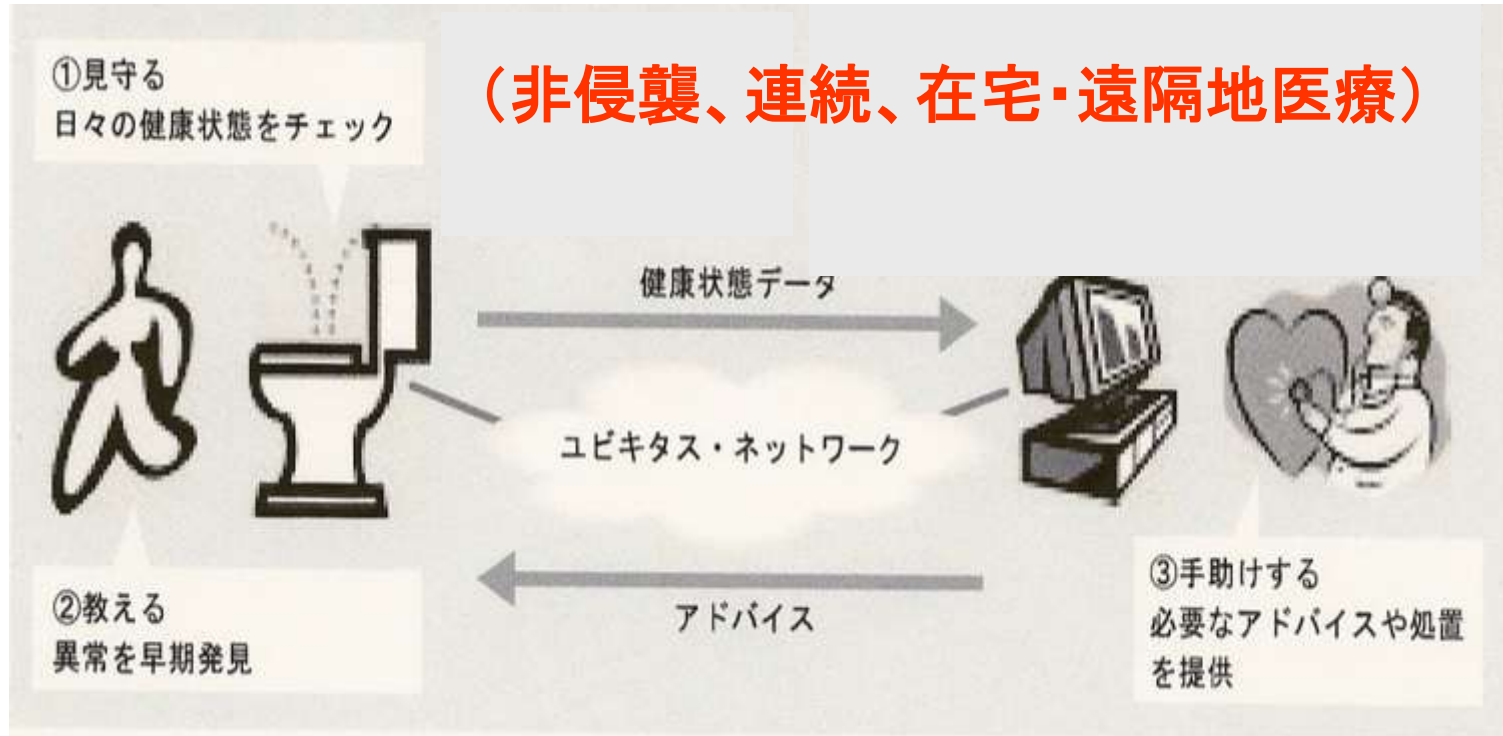 ①見守る
日々の健康状態をチェック
（非侵襲、連続、在宅・遠隔地医療）
健康状態データ
ユビキタス・ネットワーク
アドバイス
②教える
異常を早期発見
③手助けする
必要なアドバイスや処置
を提供